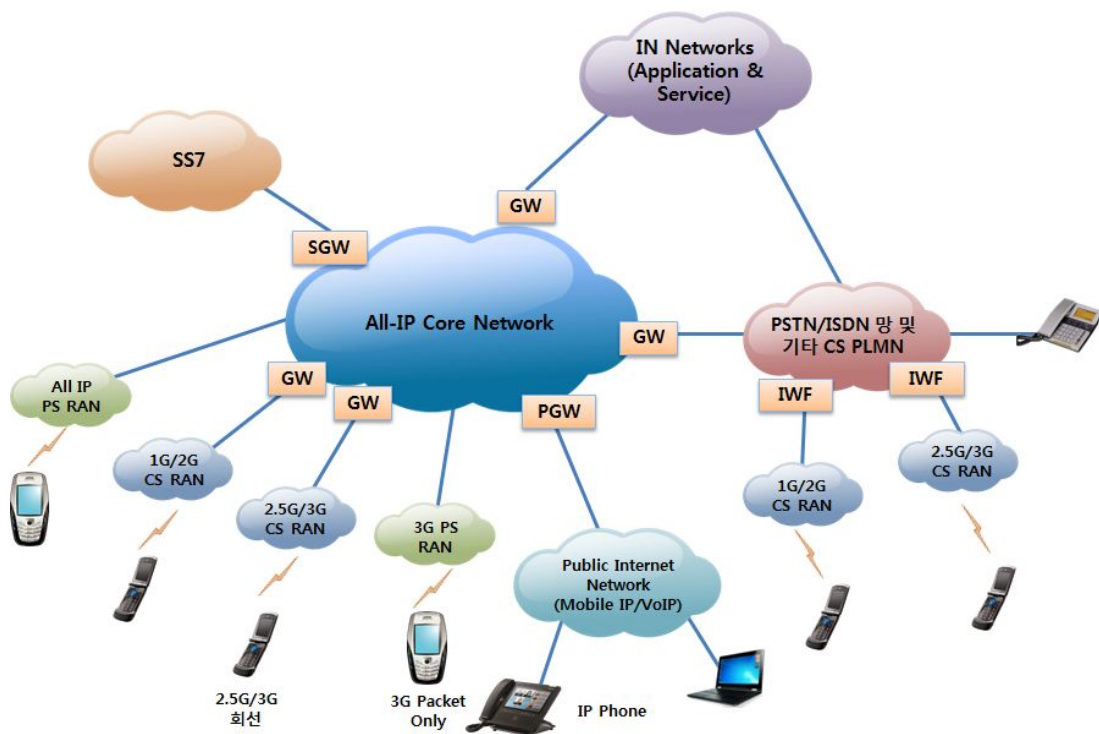 IN Networks
(Application &
Service)
SS7
GW
SGW
All-IP Core Network
GW
PSTN/ISDN 망 및
기타 CS PLMN
All IP
PS RAN
GW
GW
PGW
IWF
IWF
1G/2G
CS RAN
2.5G/3G
CS RAN
3G PS
RAN
Public Internet
Network
(Mobile IP/VoIP)
1G/2G
CS RAN
2.5G/3G
CS RAN
2.5G/3G
회선
3G Packet
Only
IP Phone